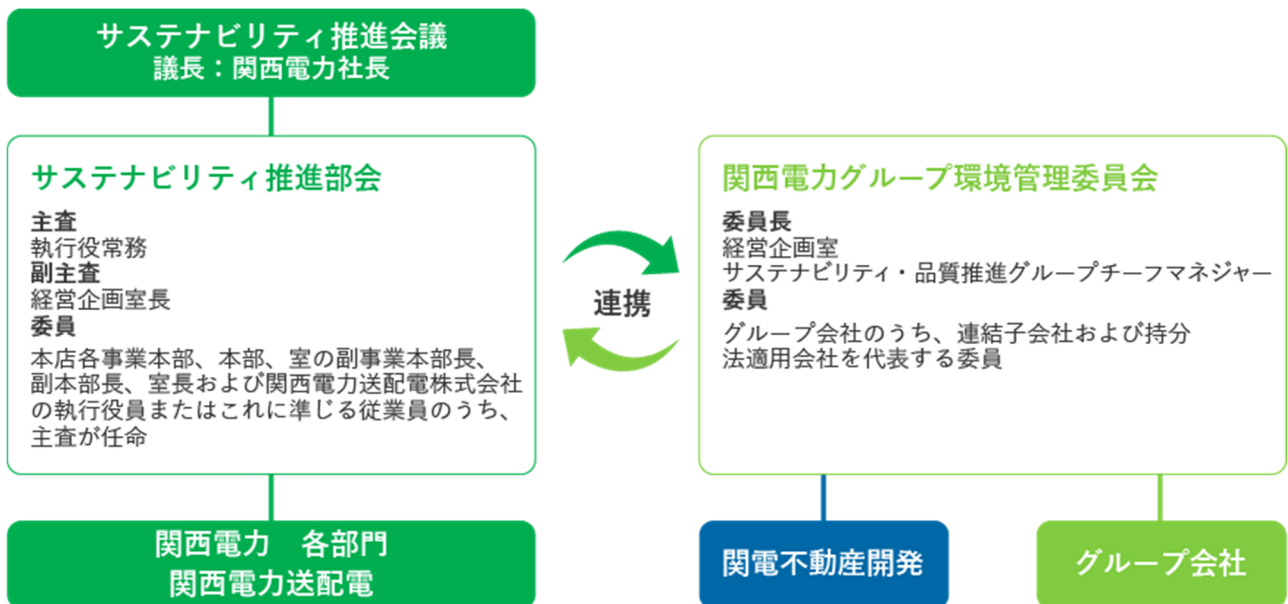 サステナビリティ推進会議
議長：関西電力社長
サステナビリティ推進部会
主査
執行役常務
副主査
経営企画室長
委員
本店各事業本部、本部、室の副事業本部長、
副本部長、室長および関西電力送配電株式会社
の執行役員またはこれに準じる従業員のうち、
主査が任命
連携
関西電力グループ環境管理委員会
委員長
経営企画室
サステナビリティ・品質推進グループチーフマネジャー
委員
グループ会社のうち、連結子会社および持分
法適用会社を代表する委員
関西電力　各部門
関西電力送配電
関電不動産開発
グループ会社